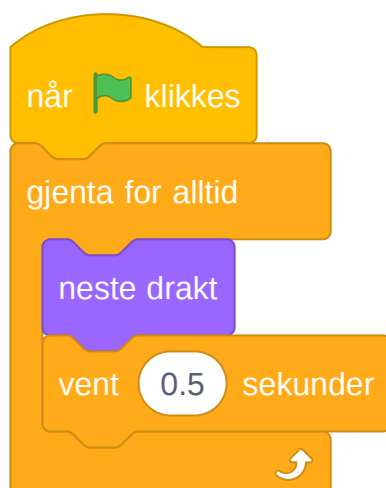 når klikkes
gjenta for alltid
neste drakt
vent 0.5 sekunder